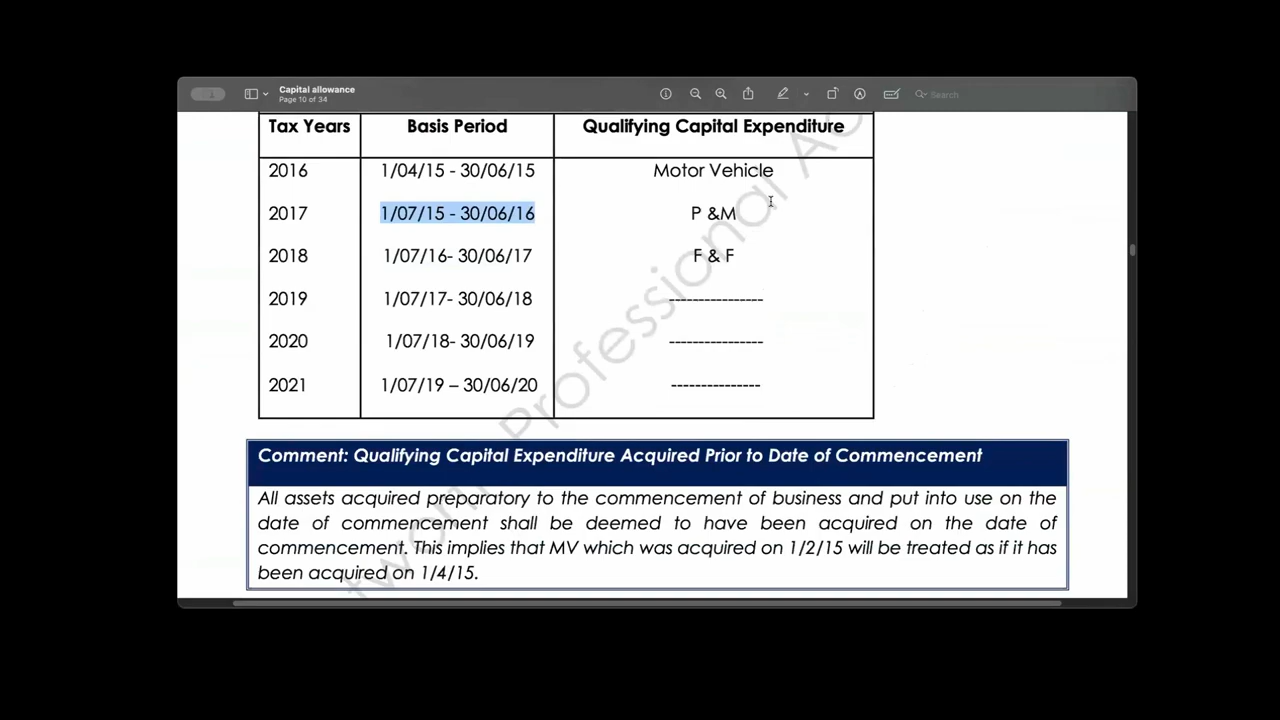 Capital allowance
Page 10 of 34
Search
Tax Years Basis Period Qualifying Capital Expenditure
2016 1/04/15 - 30/06/15 Motor Vehicle
2017 1/07/15 - 30/06/16 P &M
2018 1/07/16- 30/06/17 F & F
2019 1/07/17- 30/06/18 ----------------
2020 1/07/18- 30/06/19 ----------------
2021 1/07/19 – 30/06/20 ---------------
Comment: Qualifying Capital Expenditure Acquired Prior to Date of Commencement
All assets acquired preparatory to the commencement of business and put into use on the
date of commencement shall be deemed to have been acquired on the date of
commencement. This implies that MV which was acquired on 1/2/15 will be treated as if it has
been acquired on 1/4/15.
Professional